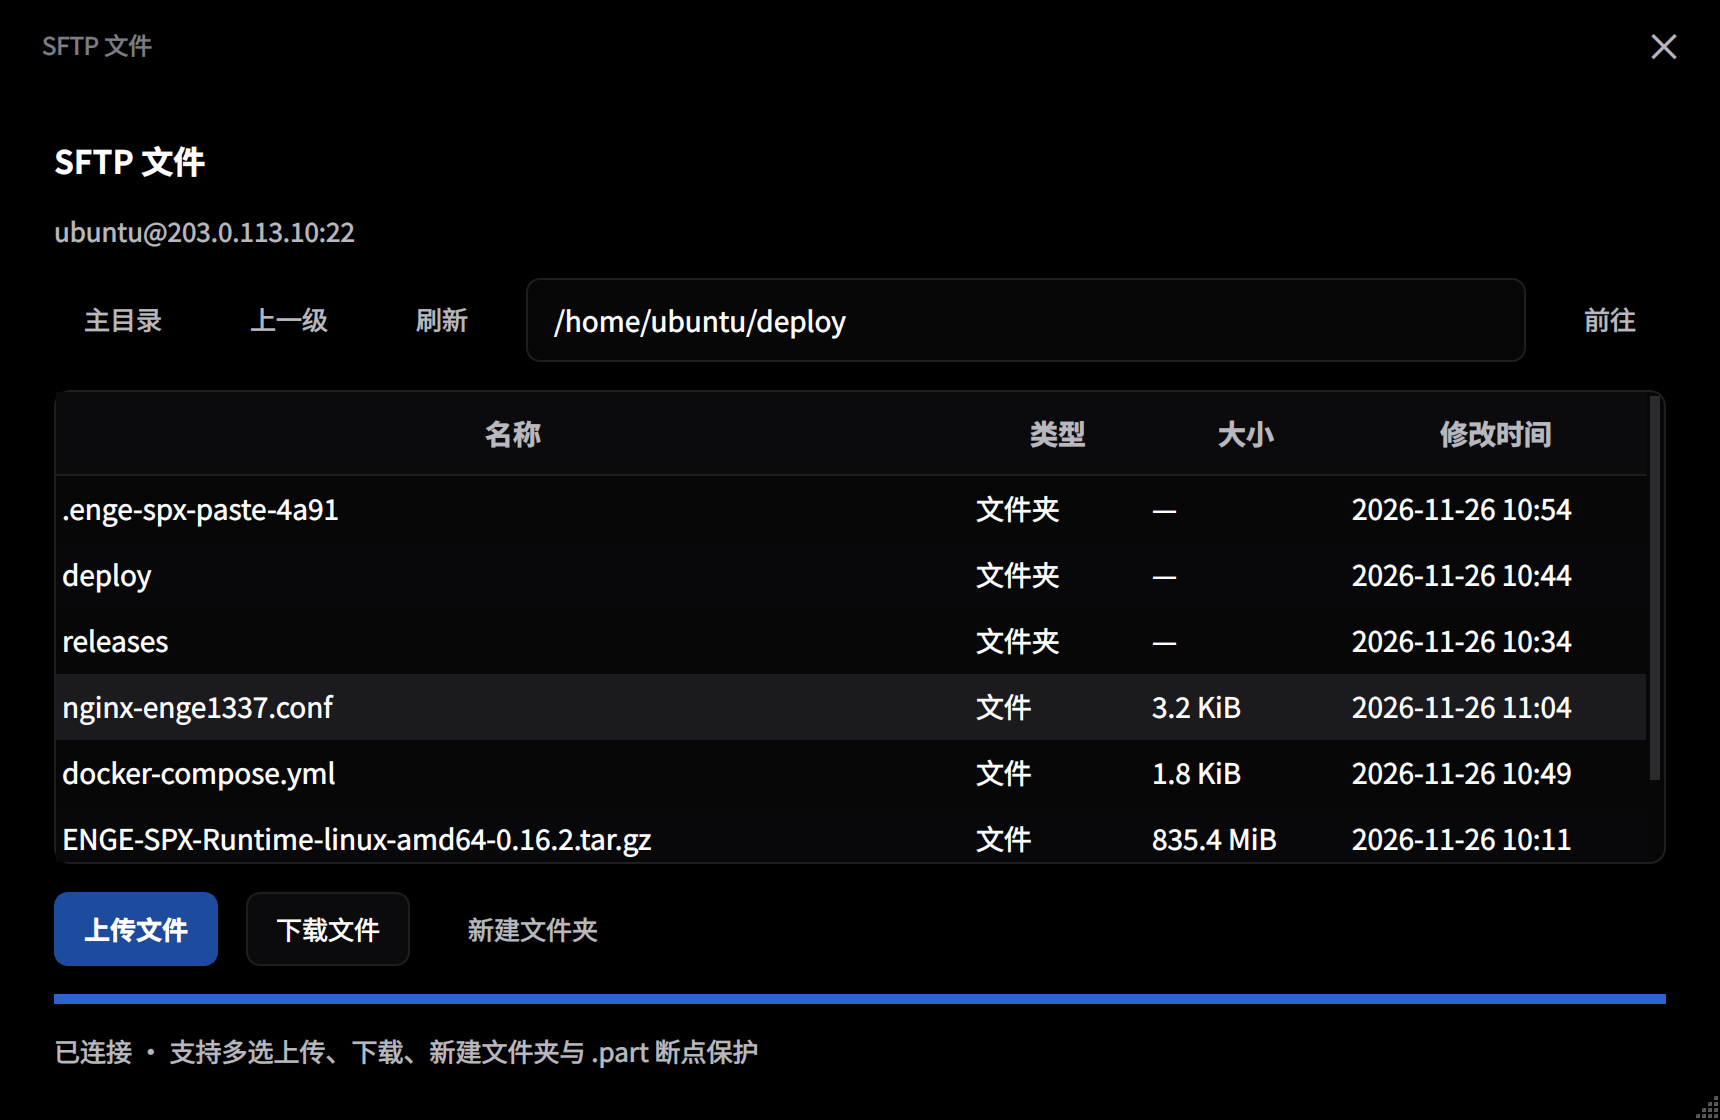 SFTP 文件
SFTP 文件
ubuntu@203.0.113.10:22
主目录 上一级 刷新 /home/ubuntu/deploy 前往
名称 类型 大小 修改时间
.enge-spx-paste-4a91 文件夹 — 2026-11-26 10:54
deploy 文件夹 — 2026-11-26 10:44
releases 文件夹 — 2026-11-26 10:34
nginx-enge1337.conf 文件 3.2 KiB 2026-11-26 11:04
docker-compose.yml 文件 1.8 KiB 2026-11-26 10:49
ENGE-SPX-Runtime-linux-amd64-0.16.2.tar.gz 文件 835.4 MiB 2026-11-26 10:11
上传文件 下载文件 新建文件夹
已连接 · 支持多选上传、下载、新建文件夹与 .part 断点保护